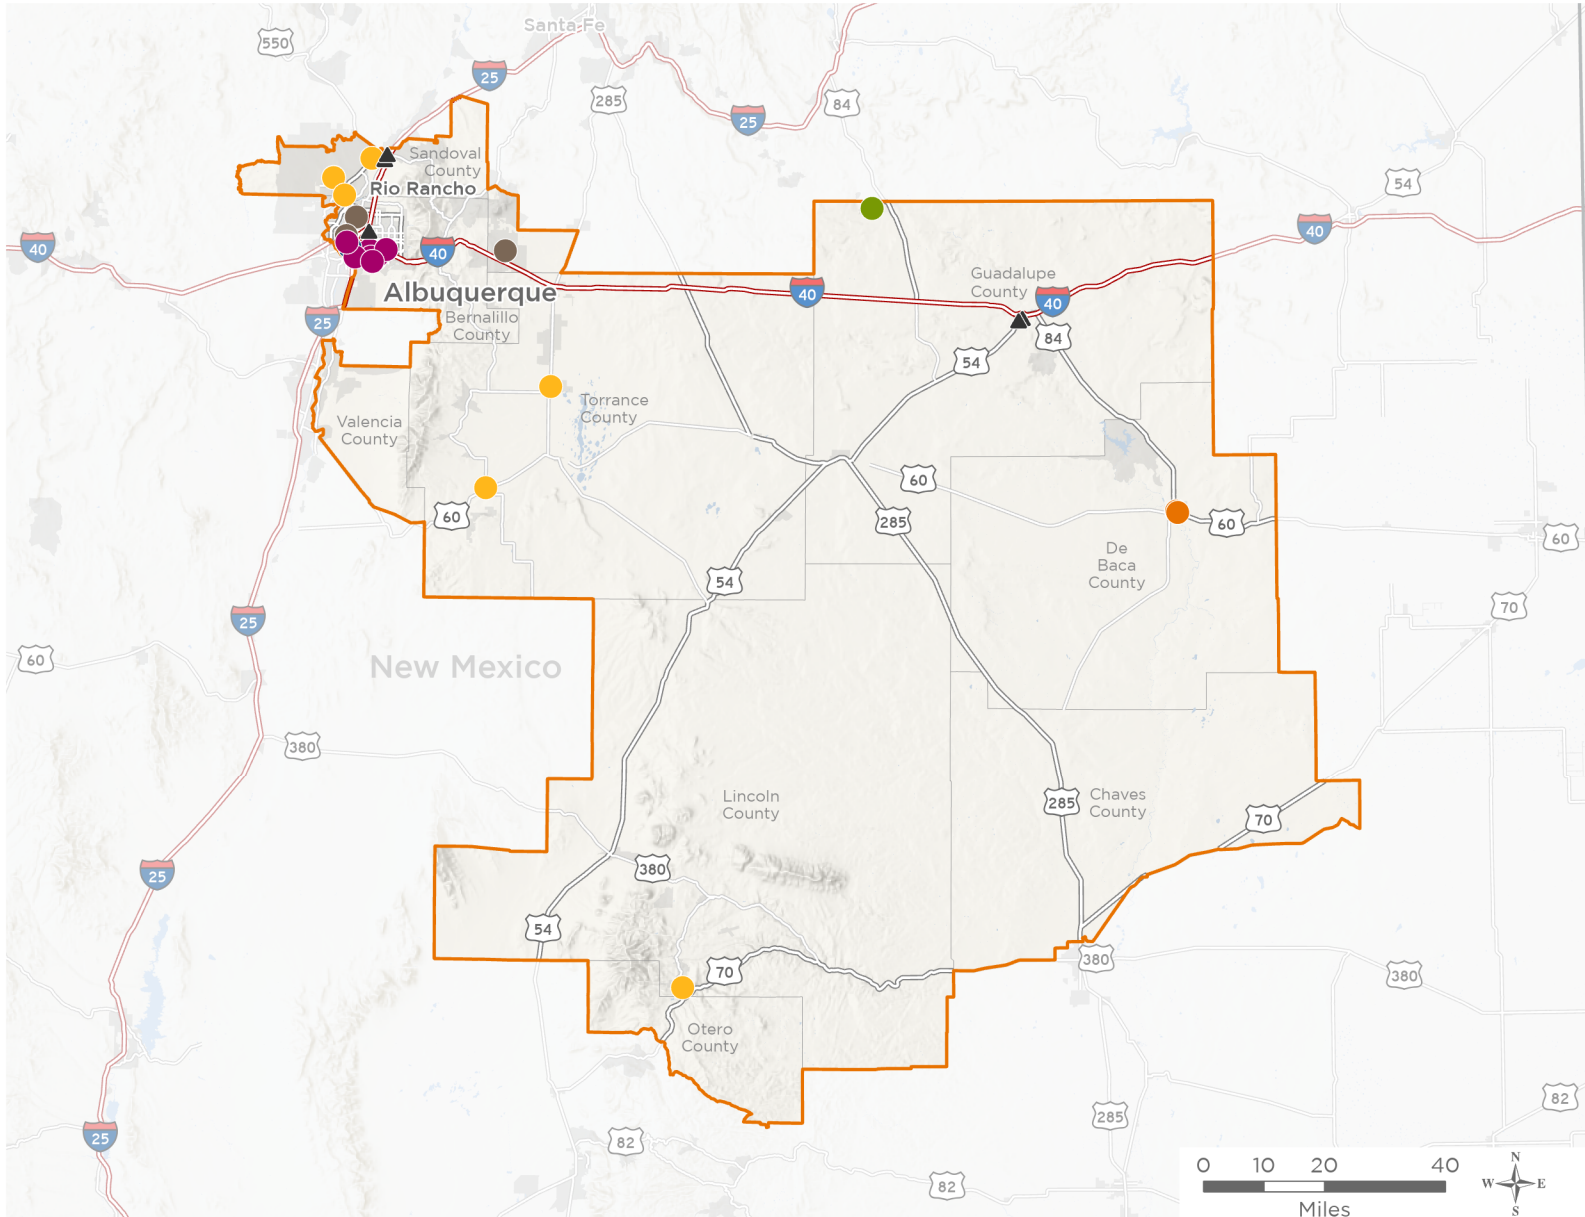 Santa Fe
550
25
285
84
25
54
Sandoval
County
Rio Rancho
40
40
40
Guadalupe
County
40
40
Albuquerque
25
Bernalillo
County
84
54
Torrance
County
Valencia
County
60
60
285
60
60
De
Baca
County
54
25
70
60
New Mexico
380
Lincoln
County
285
Chaves
County
70
25
380
54
70
380
380
Otero
County
82
285
25
82
82
0 10 20 40
Miles
N
W E
S